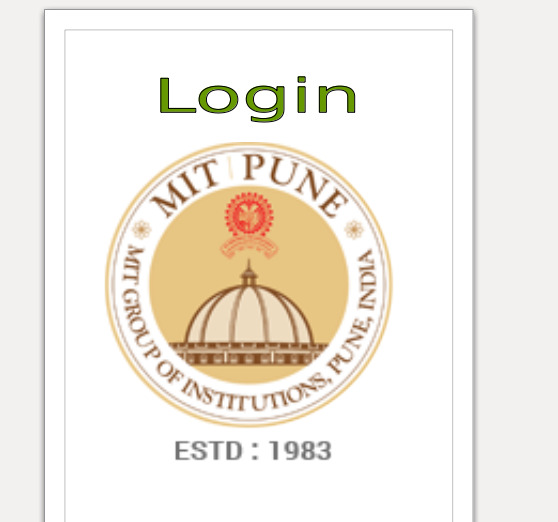 Login
MIT PUNE
MIT GROUP OF INSTITUTIONS, PUNE, INDIA
ESTD : 1983